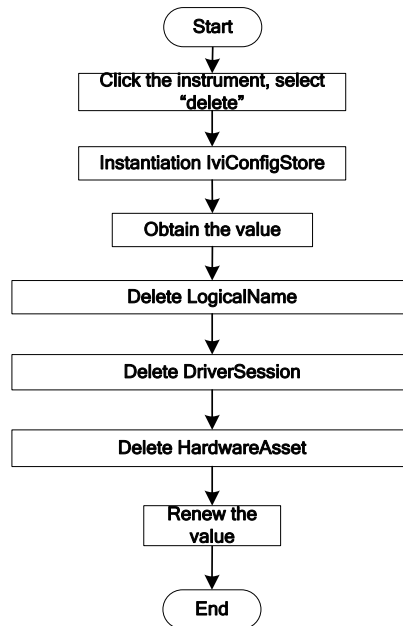 Start
Click the instrument, select
“delete”
Instantiation IviConfigStore
Obtain the value
Delete LogicalName
Delete DriverSession
Delete HardwareAsset
Renew the
value
End